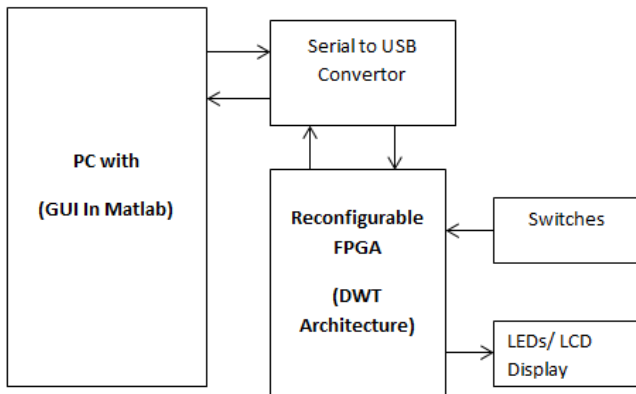 Serial to USB
Convertor
PC with
(GUI In Matlab)
Reconfigurable
FPGA
(DWT
Architecture)
Switches
LEDs/ LCD
Display